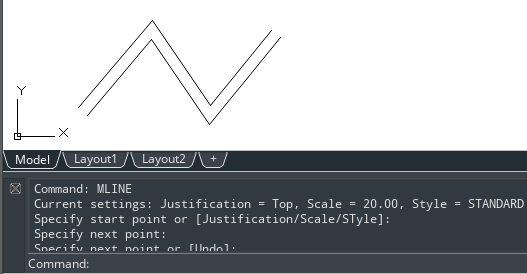 Y
X
Model Layout1 Layout2 +
Command: MLINE
Current settings: Justification = Top, Scale = 20.00, Style = STANDARD
Specify start point or [Justification/Scale/STyle]:
Specify next point:
Specify next point or [Undo]:
Command: